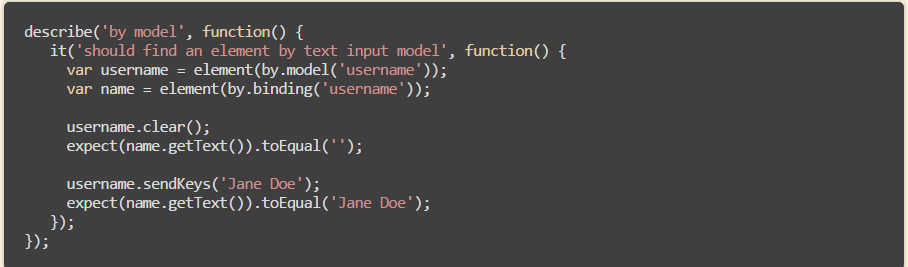 describe('by model', function() {
   it('should find an element by text input model', function() {
     var username = element(by.model('username'));
     var name = element(by.binding('username'));

     username.clear();
     expect(name.getText()).toEqual('');

     username.sendKeys('Jane Doe');
     expect(name.getText()).toEqual('Jane Doe');
   });
});